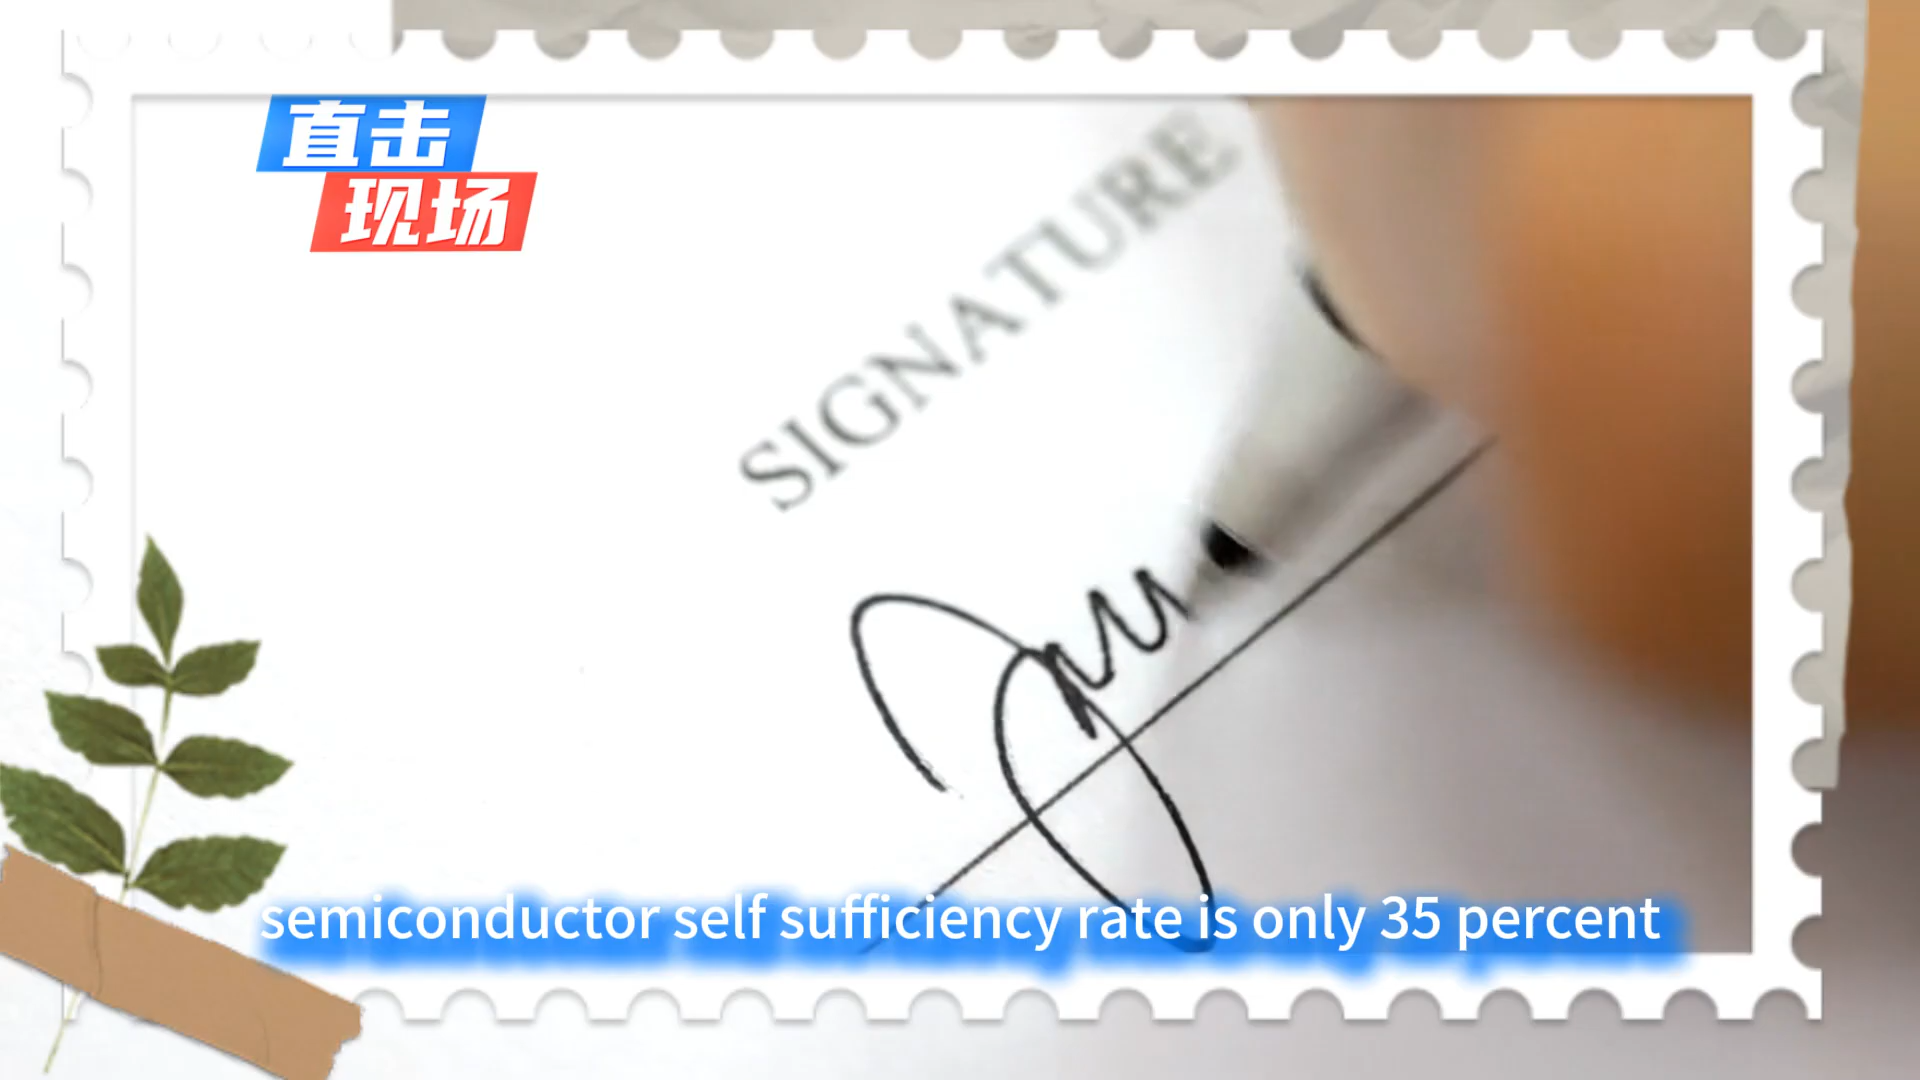 直击
现场
SIGNATURE
semiconductor self sufficiency rate is only 35 percent